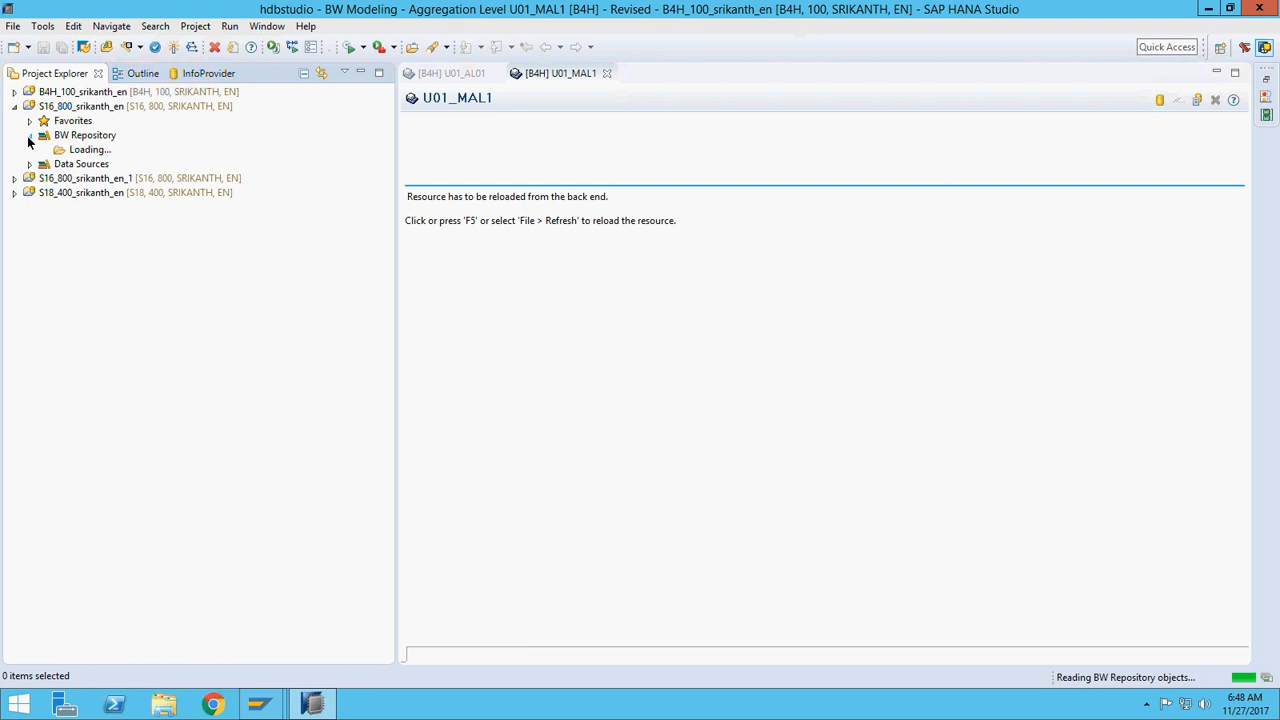 hdbstudio - BW Modeling - Aggregation Level U01_MAL1 [B4H] - Revised - B4H_100_srikanth_en [B4H, 100, SRIKANTH, EN] - SAP HANA Studio
File Tools Edit Navigate Search Project Run Window Help
Quick Access
Project Explorer Outline InfoProvider [B4H] U01_AL01 [B4H] U01_MAL1
B4H_100_srikanth_en [B4H, 100, SRIKANTH, EN]
S16_800_srikanth_en [S16, 800, SRIKANTH, EN]
Favorites
BW Repository
Loading...
Data Sources
S16_800_srikanth_en_1 [S16, 800, SRIKANTH, EN]
S18_400_srikanth_en [S18, 400, SRIKANTH, EN]
U01_MAL1
Resource has to be reloaded from the back end.
Click or press 'F5' or select 'File > Refresh' to reload the resource.
0 items selected
Reading BW Repository objects...
6:48 AM
11/27/2017